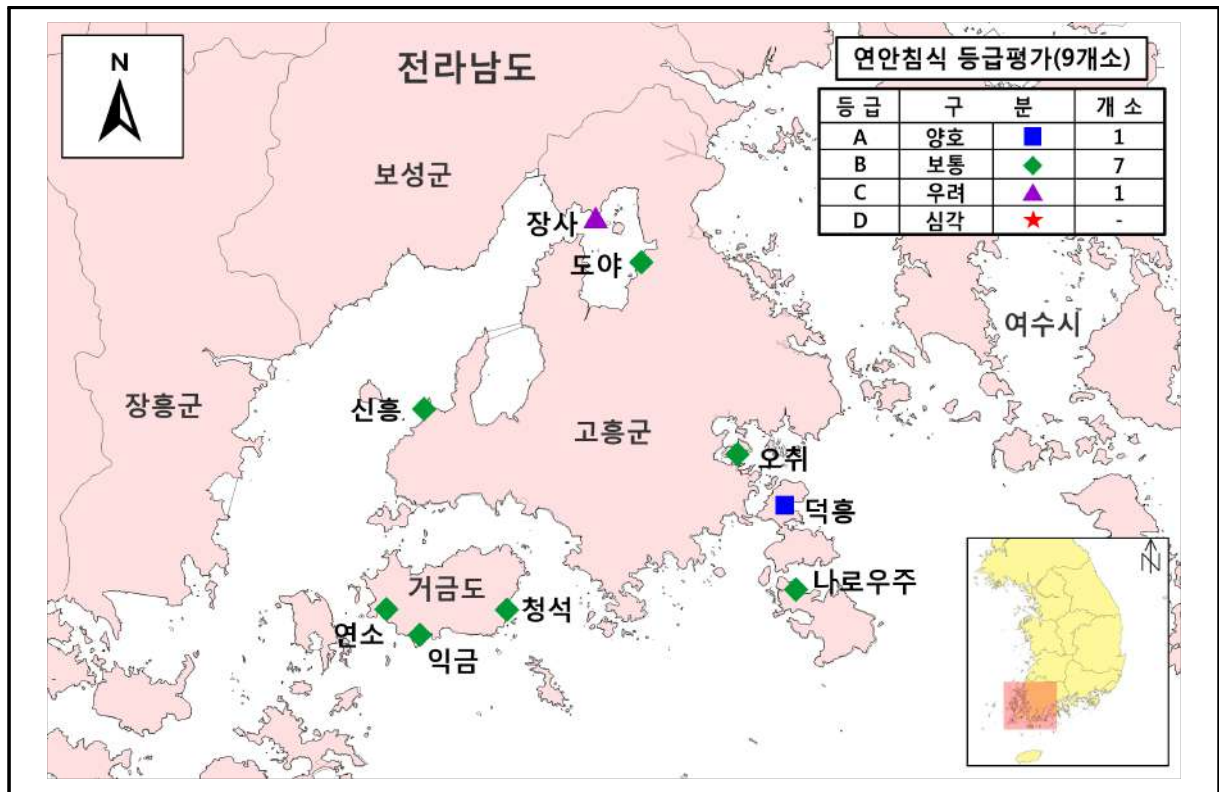 N
전라남도
연안침식 등급평가(9개소)
등 급 구 분 개 소
A 양호 1
B 보통 7
C 우려 1
D 심각 -
보성군
장사
도야
여수시
장흥군
신흥
고흥군
오취
덕흥
나로우주
거금도
청석
연소
익금
N